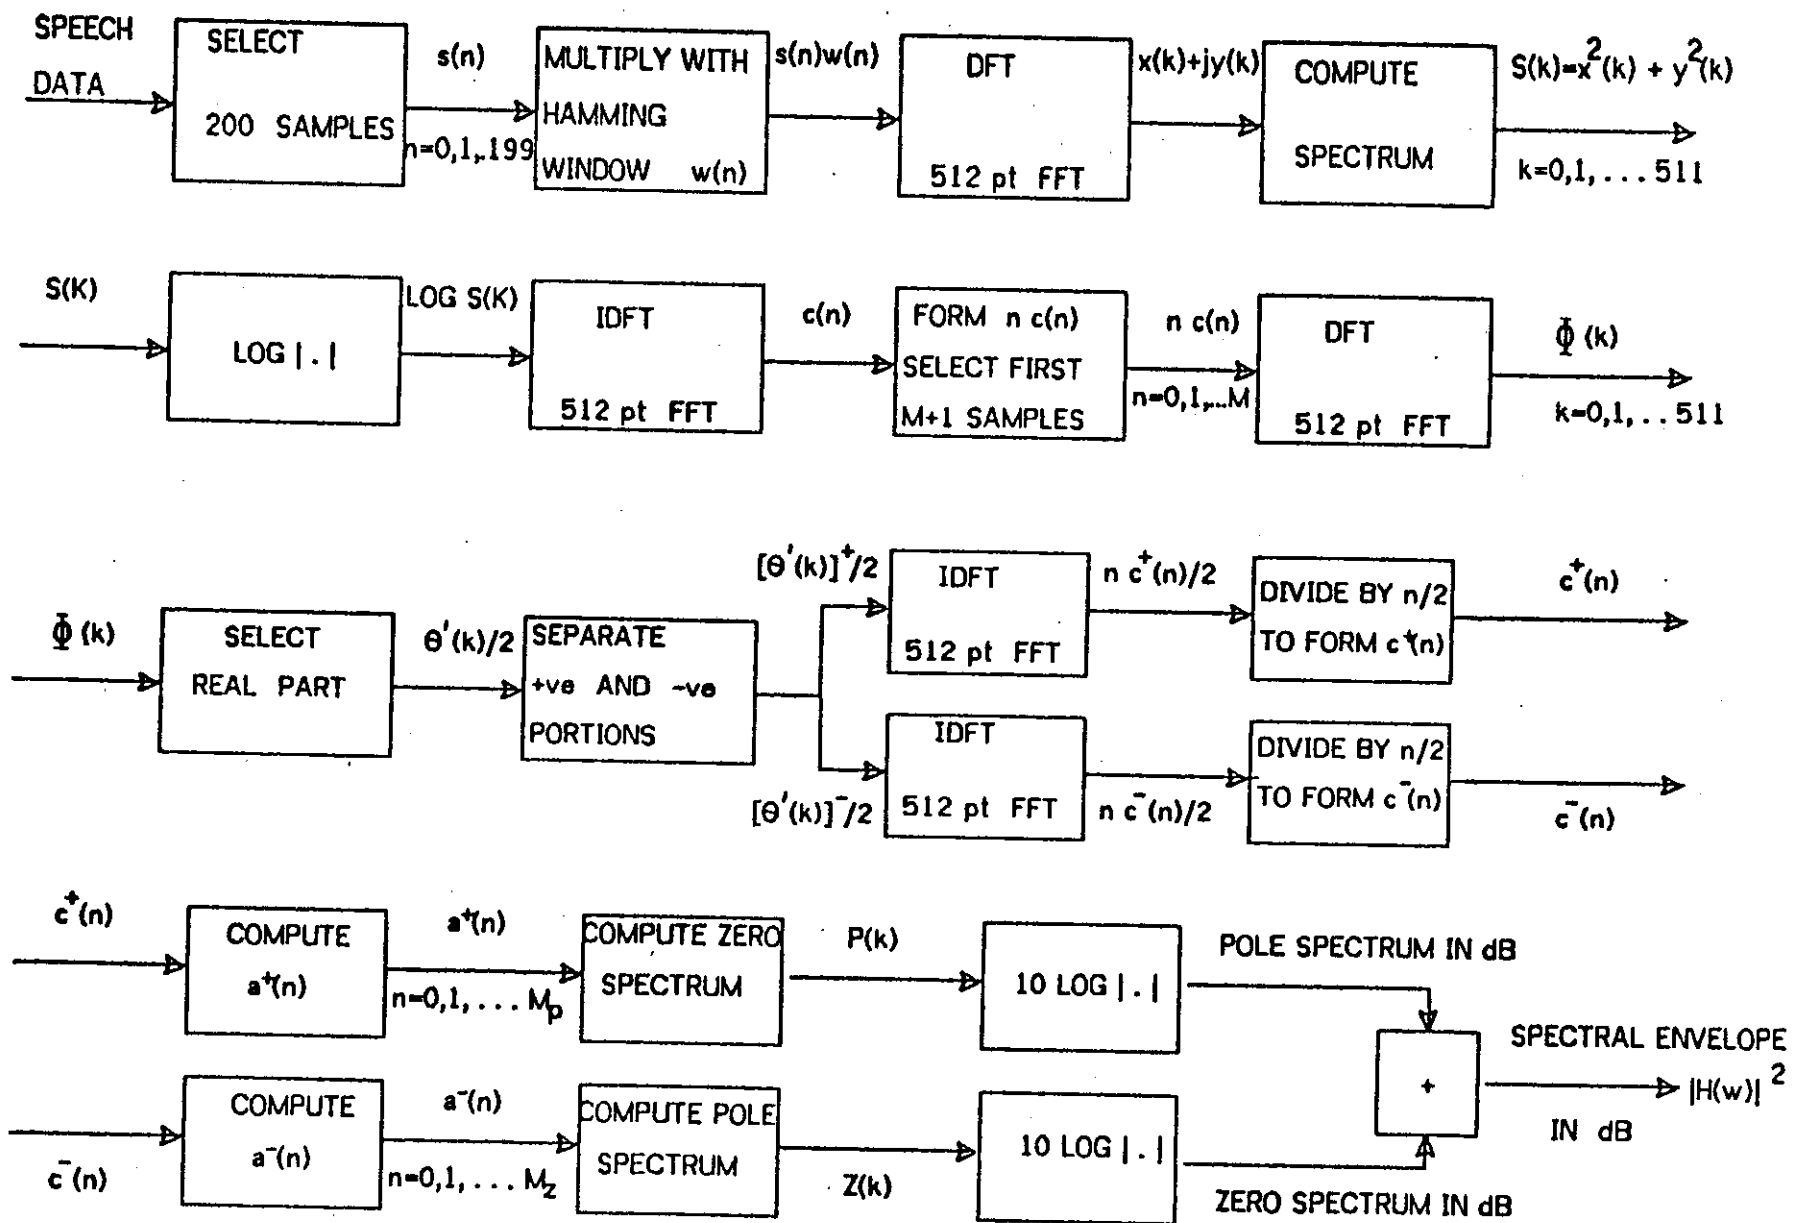 SPEECH
DATA
SELECT
200 SAMPLES
s(n)
n=0,1,.199
MULTIPLY WITH
HAMMING
WINDOW w(n)
s(n)w(n)
DFT
512 pt FFT
x(k)+jy(k)
COMPUTE
SPECTRUM
S(k)=x²(k) + y²(k)
k=0,1, . . . 511
S(K)
LOG | . |
LOG S(K)
IDFT
512 pt FFT
c(n)
FORM n c(n)
SELECT FIRST
M+1 SAMPLES
n c(n)
n=0,1,...M
DFT
512 pt FFT
Φ (k)
k=0,1, . . 511
Φ (k)
SELECT
REAL PART
θ'(k)/2
SEPARATE
+ve AND -ve
PORTIONS
[θ'(k)]⁺/2
IDFT
512 pt FFT
n c⁺(n)/2
DIVIDE BY n/2
TO FORM c⁺(n)
c⁺(n)
[θ'(k)]⁻/2
IDFT
512 pt FFT
n c⁻(n)/2
DIVIDE BY n/2
TO FORM c⁻(n)
c⁻(n)
c⁺(n)
COMPUTE
a⁺(n)
a⁺(n)
n=0,1, . . . Mₚ
COMPUTE ZERO
SPECTRUM
P(k)
10 LOG | . |
POLE SPECTRUM IN dB
c⁻(n)
COMPUTE
a⁻(n)
a⁻(n)
n=0,1, . . . M_z
COMPUTE POLE
SPECTRUM
Z(k)
10 LOG | . |
ZERO SPECTRUM IN dB
+
SPECTRAL ENVELOPE
|H(w)| ²
IN dB